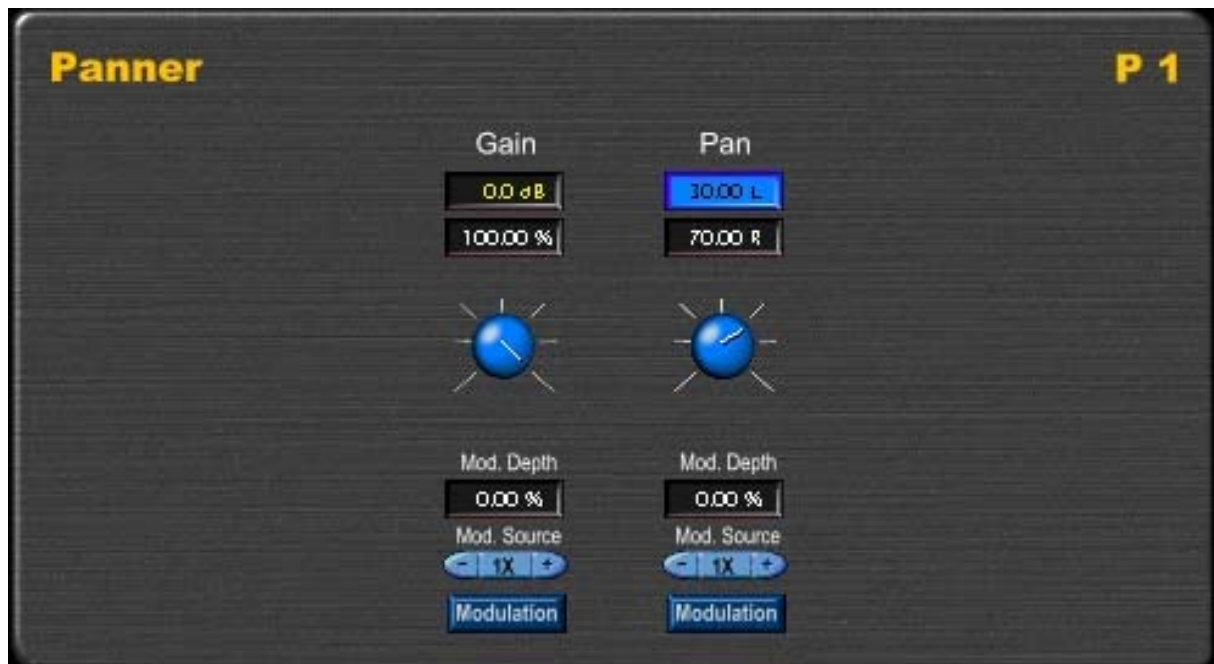 Panner P 1
Gain Pan
0.0 dB 30.00 L
100.00 % 70.00 R
Mod. Depth Mod. Depth
0.00 % 0.00 %
Mod. Source Mod. Source
- 1X + - 1X +
Modulation Modulation